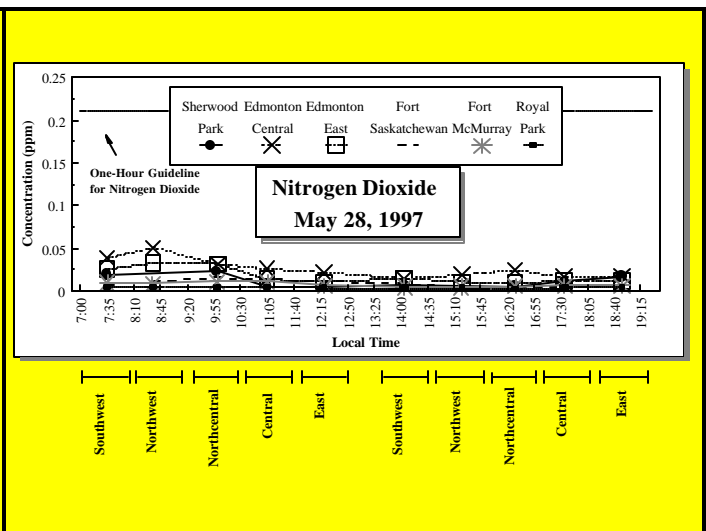 0.25
0.2
0.15
0.1
0.05
0
Concentration (ppm)
Sherwood Edmonton Edmonton Fort Fort Royal
Park Central East Saskatchewan McMurray Park
One-Hour Guideline
for Nitrogen Dioxide
Nitrogen Dioxide
May 28, 1997
7:00 7:35 8:10 8:45 9:20 9:55 10:30 11:05 11:40 12:15 12:50 13:25 14:00 14:35 15:10 15:45 16:20 16:55 17:30 18:05 18:40 19:15
Local Time
Southwest Northwest Northcentral Central East Southwest Northwest Northcentral Central East